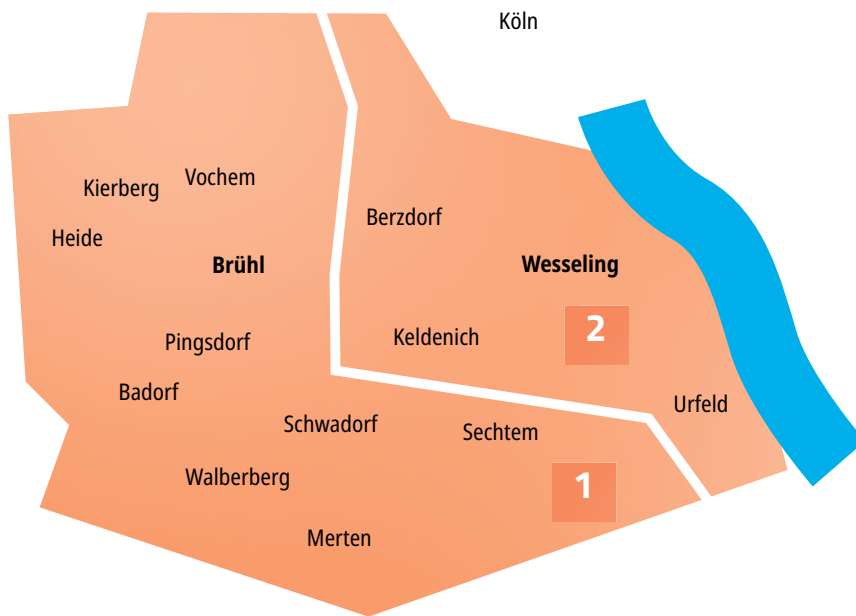 Köln
Vochem
Kierberg
Berzdorf
Heide
Brühl
Wesseling
2
Keldenich
Pingsdorf
Badorf
Urfeld
Schwadorf
Sechtem
Walberberg
1
Merten